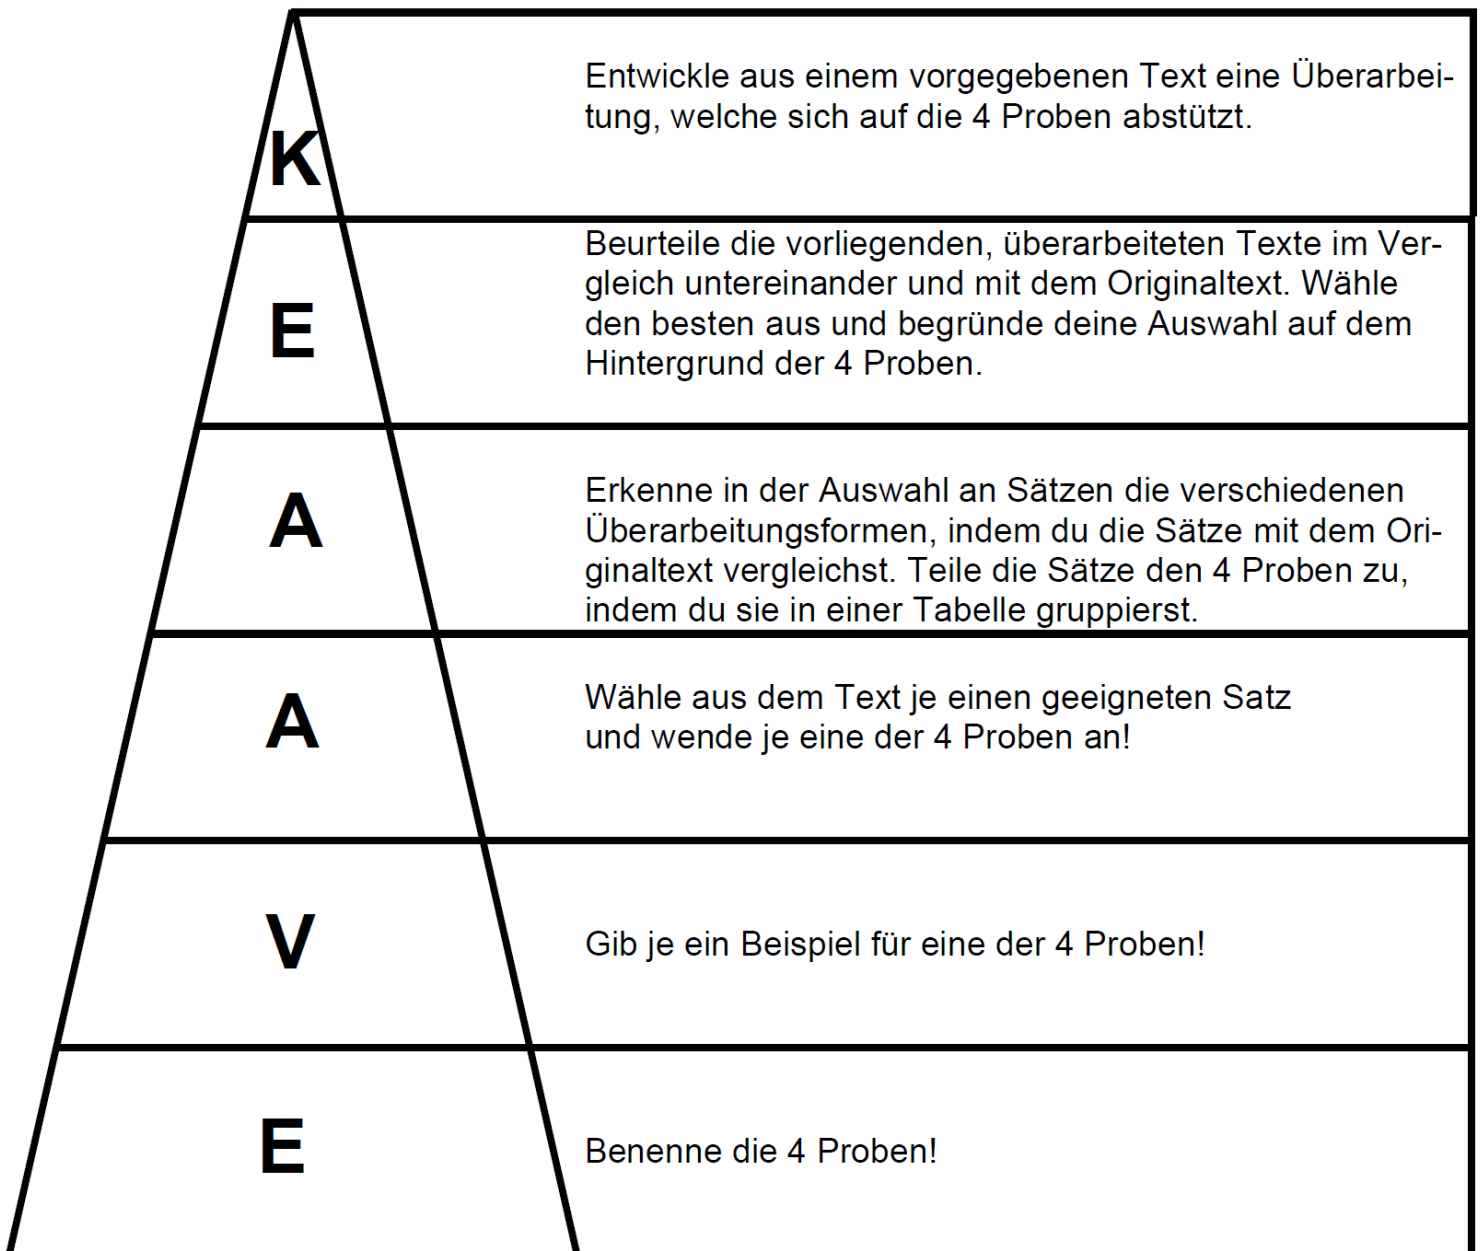 Entwickle aus einem vorgegebenen Text eine Überarbei-
tung, welche sich auf die 4 Proben abstützt.
K
Beurteile die vorliegenden, überarbeiteten Texte im Ver-
gleich untereinander und mit dem Originaltext. Wähle
den besten aus und begründe deine Auswahl auf dem
Hintergrund der 4 Proben.
E
Erkenne in der Auswahl an Sätzen die verschiedenen
Überarbeitungsformen, indem du die Sätze mit dem Ori-
ginaltext vergleichst. Teile die Sätze den 4 Proben zu,
indem du sie in einer Tabelle gruppierst.
A
Wähle aus dem Text je einen geeigneten Satz
und wende je eine der 4 Proben an!
A
V
Gib je ein Beispiel für eine der 4 Proben!
E
Benenne die 4 Proben!